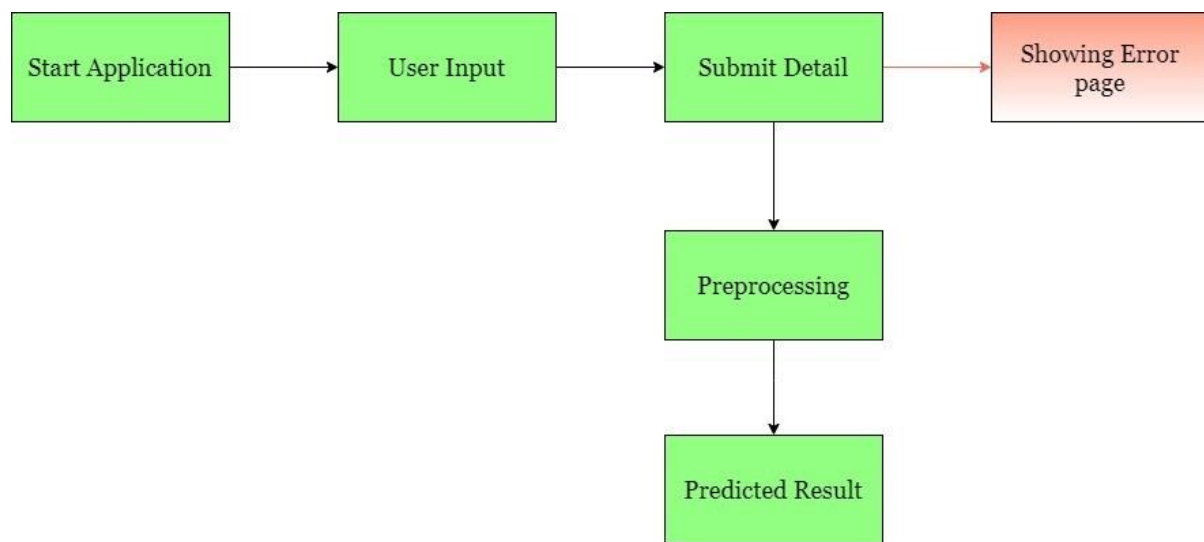 Start Application
User Input
Submit Detail
Showing Error
page
Preprocessing
Predicted Result